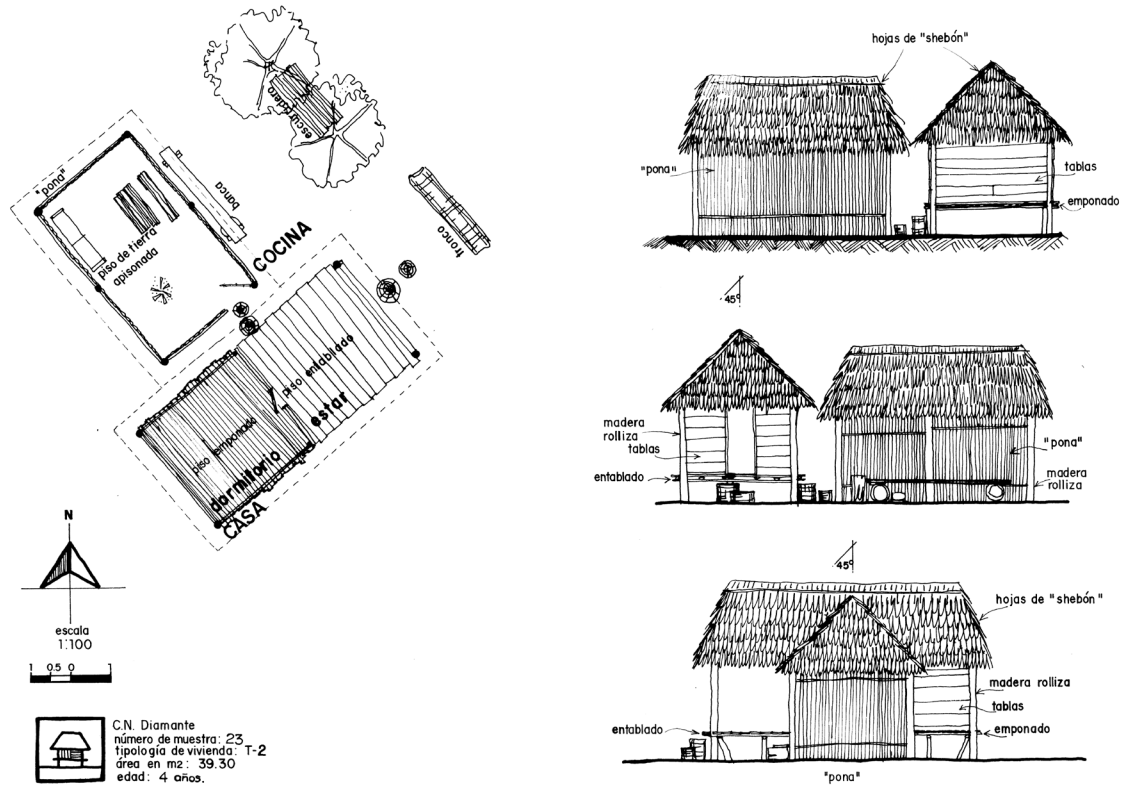 escurridero
"pona"
banca
piso de tierra
apisonada
COCINA
tronco
piso entablado
estar
piso emponado
dormitorio
CASA
N
escala
1:100
1 0.5 0 1
C.N. Diamante
número de muestra: 23
tipología de vivienda: T-2
área en m2: 39.30
edad: 4 años.
hojas de "shebón"
"pona"
tablas
emponado
45º
madera
rolliza
tablas
entablado
"pona"
madera
rolliza
45º
hojas de "shebón"
madera rolliza
tablas
entablado
emponado
"pona"